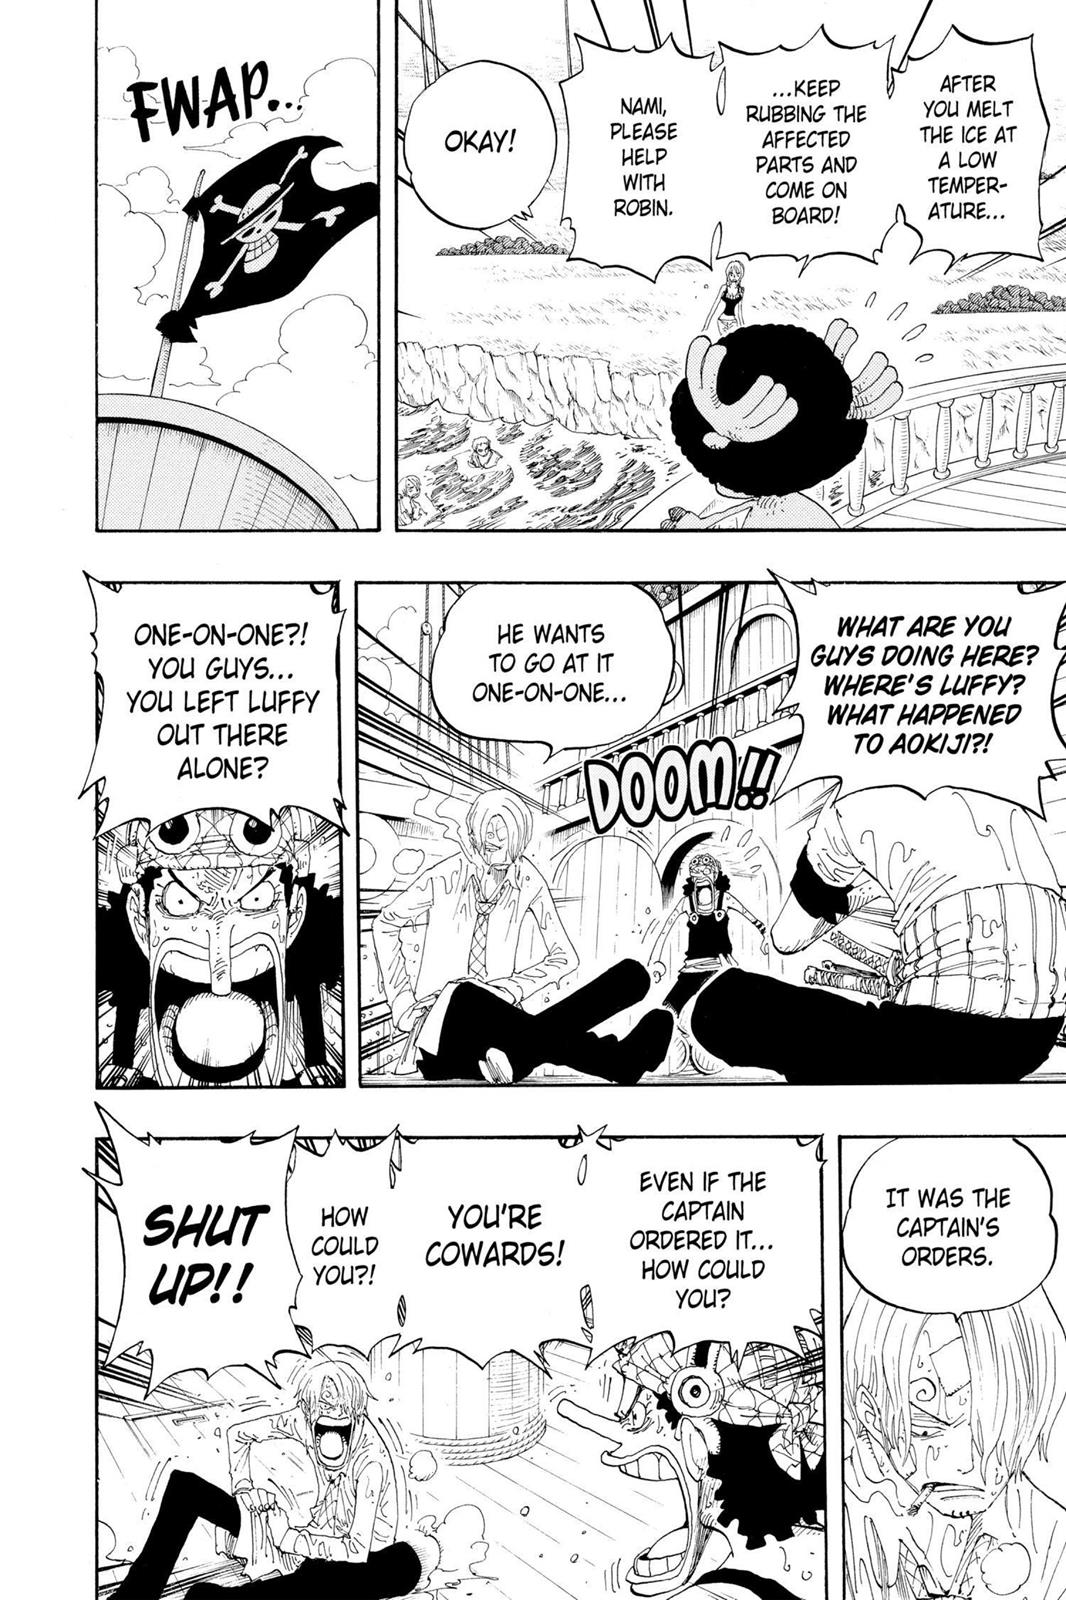 AFTER
YOU MELT
THE ICE AT
A LOW
TEMPER-
ATURE...
...KEEP
RUBBING THE
AFFECTED
PARTS AND
COME ON
BOARD!
NAMI,
PLEASE
HELP
WITH
ROBIN.
OKAY!
FWAP...
WHAT ARE YOU
GUYS DOING HERE?
WHERE'S LUFFY?
WHAT HAPPENED
TO AOKIJI?!
DOOM!!
HE WANTS
TO GO AT IT
ONE-ON-ONE...
ONE-ON-ONE?!
YOU GUYS...
YOU LEFT LUFFY
OUT THERE
ALONE?
IT WAS THE
CAPTAIN'S
ORDERS.
EVEN IF THE
CAPTAIN
ORDERED IT...
HOW COULD
YOU?
YOU'RE
COWARDS!
HOW
COULD
YOU?!
SHUT
UP!!